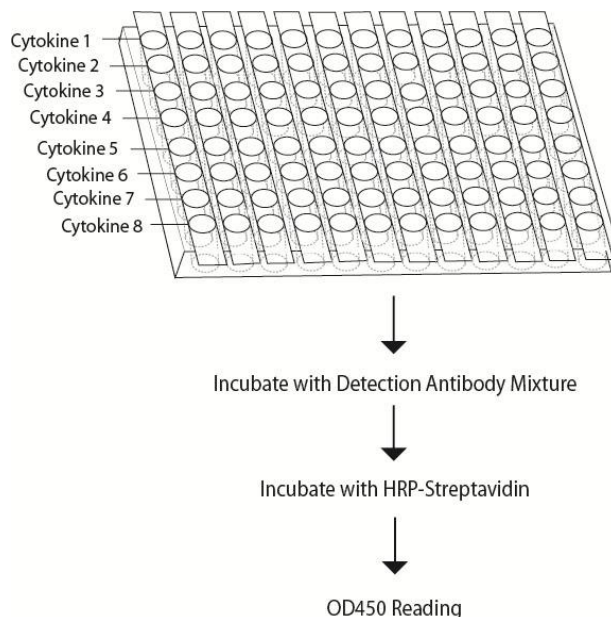 Cytokine 1
Cytokine 2
Cytokine 3
Cytokine 4
Cytokine 5
Cytokine 6
Cytokine 7
Cytokine 8
Incubate with Detection Antibody Mixture
Incubate with HRP-Streptavidin
OD450 Reading